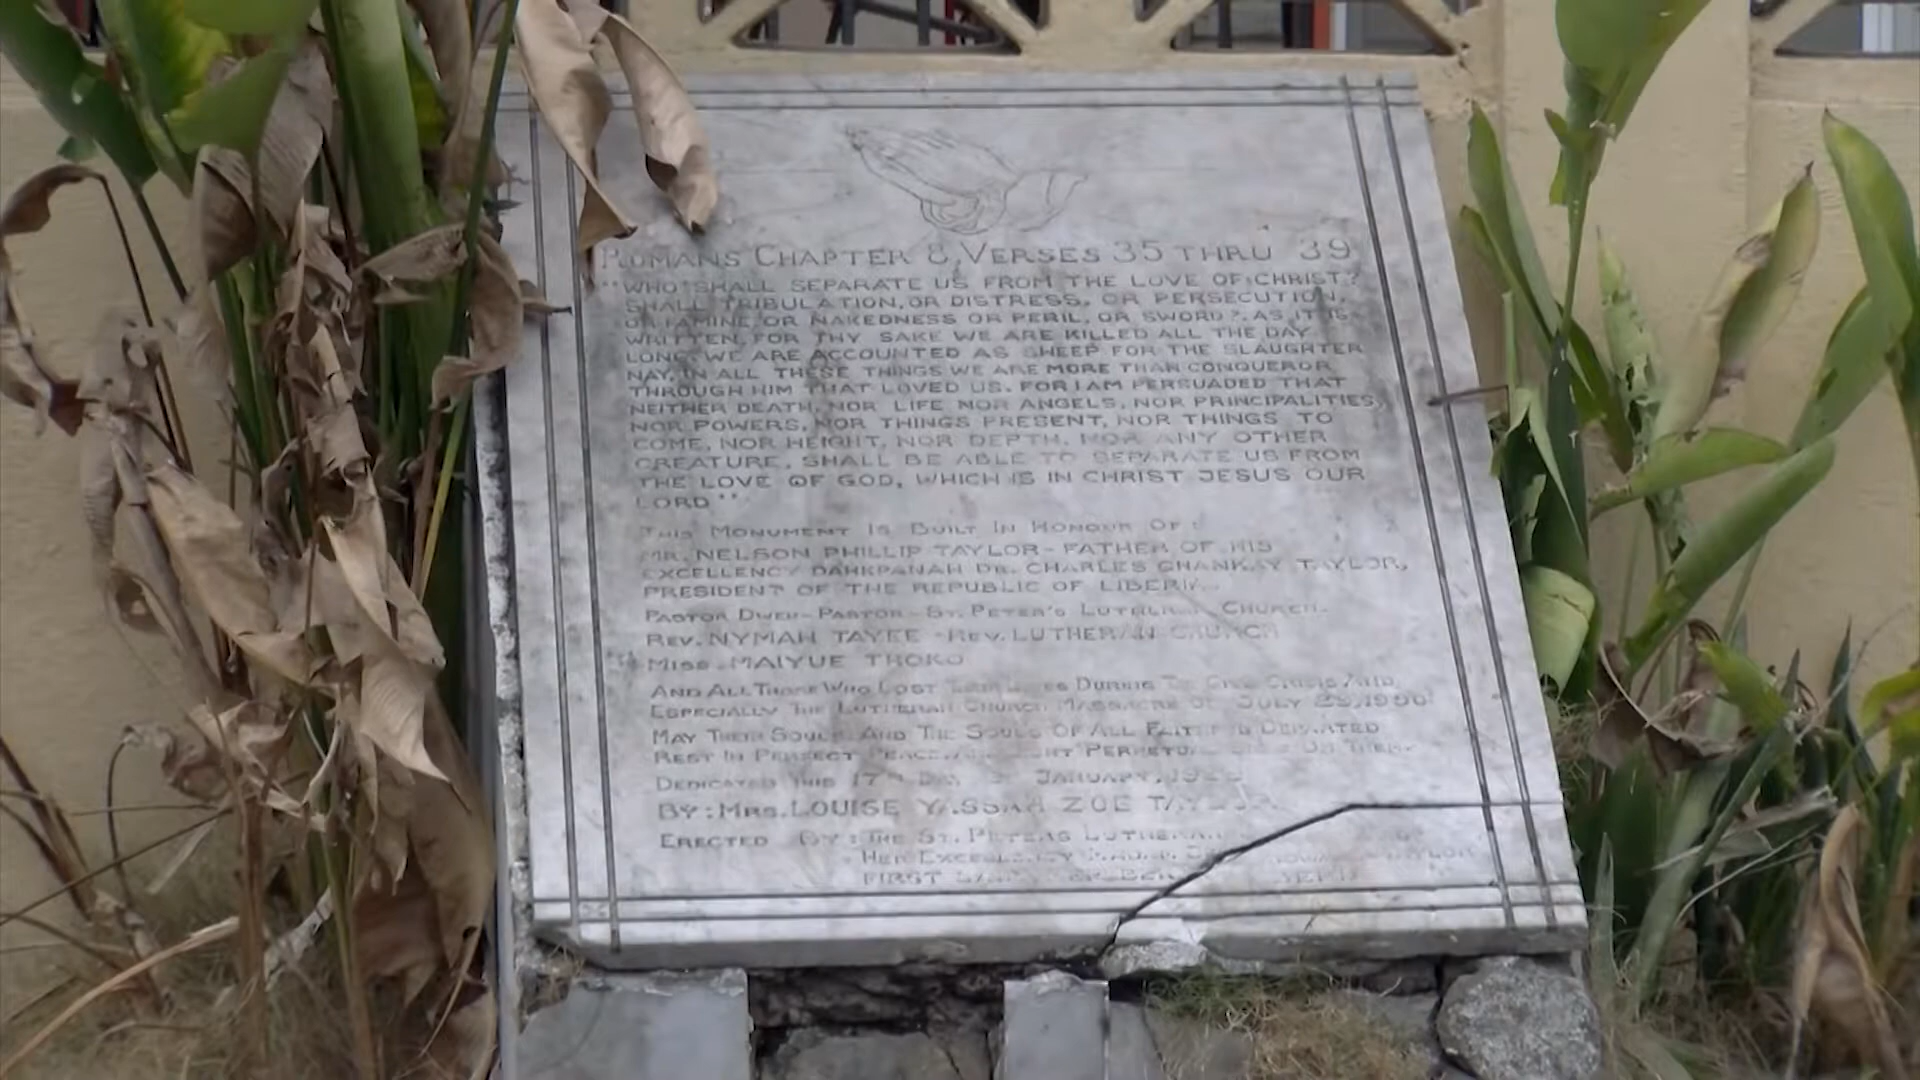 ROMANS CHAPTER 8, VERSES 35 THRU 39
"WHO SHALL SEPARATE US FROM THE LOVE OF CHRIST?
SHALL TRIBULATION, OR DISTRESS, OR PERSECUTION,
OR FAMINE, OR NAKEDNESS OR PERIL, OR SWORD?, AS IT IS
WRITTEN, FOR THY SAKE WE ARE KILLED ALL THE DAY
LONG, WE ARE ACCOUNTED AS SHEEP FOR THE SLAUGHTER
NAY, IN ALL THESE THINGS WE ARE MORE THAN CONQUEROR
THROUGH HIM THAT LOVED US. FOR I AM PERSUADED THAT
NEITHER DEATH, NOR LIFE NOR ANGELS, NOR PRINCIPALITIES,
NOR POWERS, NOR THINGS PRESENT, NOR THINGS TO
COME, NOR HEIGHT, NOR DEPTH, NOR ANY OTHER
CREATURE, SHALL BE ABLE TO SEPARATE US FROM
THE LOVE OF GOD, WHICH IS IN CHRIST JESUS OUR
LORD"
THIS MONUMENT IS BUILT IN HONOUR OF:
MR. NELSON PHILLIP TAYLOR - FATHER OF HIS
EXCELLENCY DAHKPANAH DR. CHARLES GHANKAY TAYLOR,
PRESIDENT OF THE REPUBLIC OF LIBERIA
PASTOR - PASTOR - ST. PETER'S LUTHERAN CHURCH.
REV. NYMAH TAYEE - REV. LUTHERAN CHURCH
MISS. MAIYUE TOKO
AND ALL THOSE WHO LOST THEIR LIVES DURING THE CIVIL CRISIS AND
ESPECIALLY THE LUTHERAN CHURCH MASSACRE OF JULY 29, 1990
MAY THEIR SOULS AND THE SOULS OF ALL FAITHFUL DEPARTED
REST IN PERFECT PEACE, LIGHT PERPETUAL SHINE ON THEM.
DEDICATED THIS 17TH DAY OF JANUARY,
BY: MRS. LOUISE YASSAH ZOE TAYLOR
ERECTED BY: THE ST. PETERS LUTHERAN
HER EXCELLENCY MADAM TAYLOR
FIRST LADY